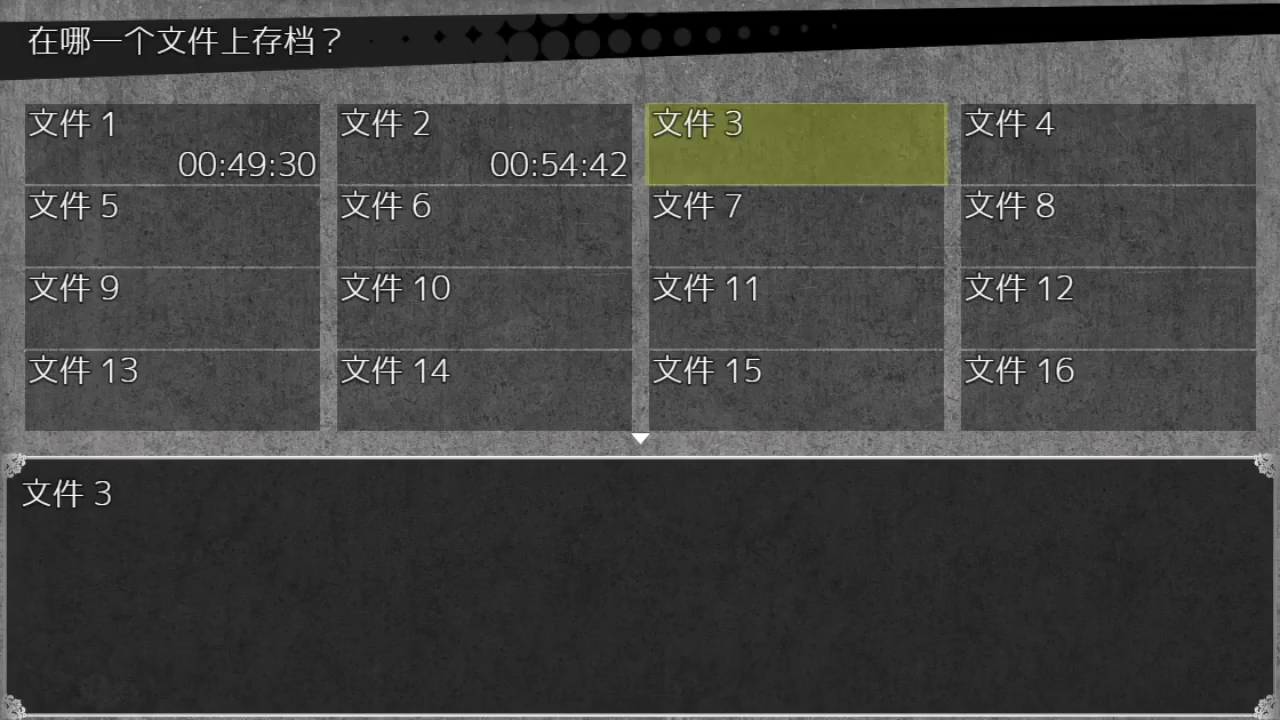 在哪一个文件上存档？
文件 1
00:49:30
文件 2
00:54:42
文件 3
文件 4
文件 5
文件 6
文件 7
文件 8
文件 9
文件 10
文件 11
文件 12
文件 13
文件 14
文件 15
文件 16
文件 3